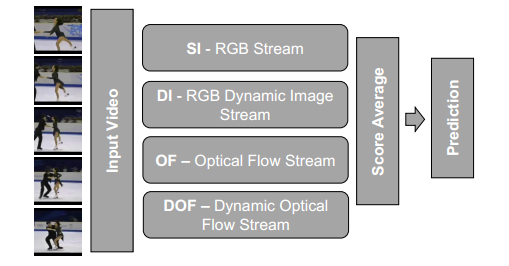 Input Video
SI - RGB Stream
DI - RGB Dynamic Image
Stream
OF – Optical Flow Stream
DOF – Dynamic Optical
Flow Stream
Score Average
Prediction